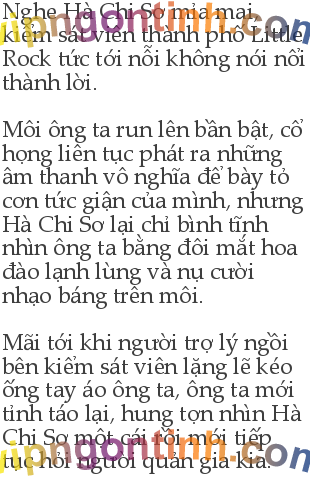 Nghe Hà Chi Sơ mỉa mai,
kiểm sát viên thành phố Little
Rock tức tới nỗi không nói nổi
thành lời.
Môi ông ta run lên bần bật, cổ
họng liên tục phát ra những
âm thanh vô nghĩa để bày tỏ
cơn tức giận của mình, nhưng
Hà Chi Sơ lại chỉ bình tĩnh
nhìn ông ta bằng đôi mắt hoa
đào lạnh lùng và nụ cười
nhạo báng trên môi.
Mãi tới khi người trợ lý ngồi
bên kiểm sát viên lặng lẽ kéo
ống tay áo ông ta, ông ta mới
tỉnh táo lại, hung tợn nhìn Hà
Chi Sơ một cái rồi mới tiếp
tục hỏi người quản gia kia.
vipngontinh.com
vipngontinh.com